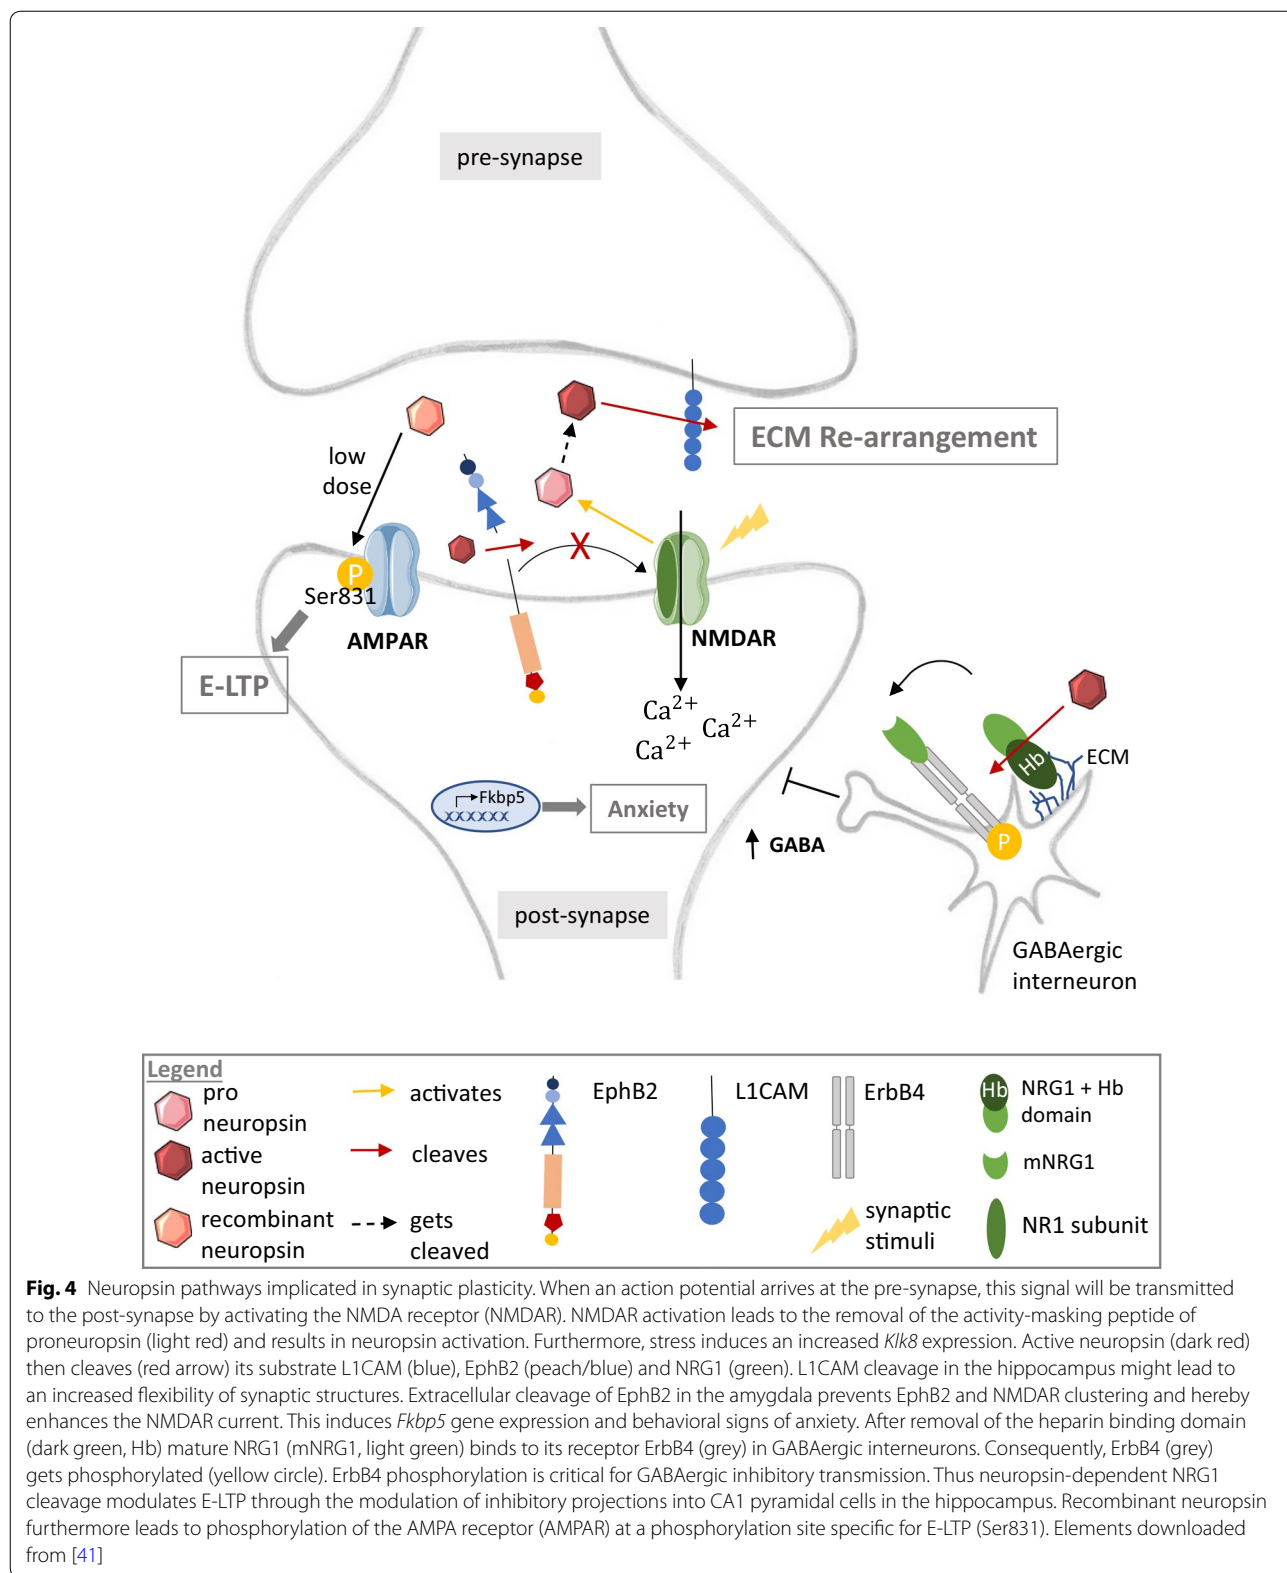 pre-synapse
ECM Re-arrangement
low
dose
P
Ser831
AMPAR
X
NMDAR
E-LTP
Ca2+
Ca2+
Ca2+
Hb
ECM
Fkbp5
XXXXXX
Anxiety
GABA
P
post-synapse
GABAergic
interneuron
Legend
pro
neuropsin
active
neuropsin
recombinant
neuropsin
activates
cleaves
gets
cleaved
EphB2
L1CAM
ErbB4
synaptic
stimuli
Hb
NRG1 + Hb
domain
mNRG1
NR1 subunit
Fig. 4 Neuropsin pathways implicated in synaptic plasticity. When an action potential arrives at the pre-synapse, this signal will be transmitted
to the post-synapse by activating the NMDA receptor (NMDAR). NMDAR activation leads to the removal of the activity-masking peptide of
proneuropsin (light red) and results in neuropsin activation. Furthermore, stress induces an increased Klk8 expression. Active neuropsin (dark red)
then cleaves (red arrow) its substrate L1CAM (blue), EphB2 (peach/blue) and NRG1 (green). L1CAM cleavage in the hippocampus might lead to
an increased flexibility of synaptic structures. Extracellular cleavage of EphB2 in the amygdala prevents EphB2 and NMDAR clustering and hereby
enhances the NMDAR current. This induces Fkbp5 gene expression and behavioral signs of anxiety. After removal of the heparin binding domain
(dark green, Hb) mature NRG1 (mNRG1, light green) binds to its receptor ErbB4 (grey) in GABAergic interneurons. Consequently, ErbB4 (grey)
gets phosphorylated (yellow circle). ErbB4 phosphorylation is critical for GABAergic inhibitory transmission. Thus neuropsin-dependent NRG1
cleavage modulates E-LTP through the modulation of inhibitory projections into CA1 pyramidal cells in the hippocampus. Recombinant neuropsin
furthermore leads to phosphorylation of the AMPA receptor (AMPAR) at a phosphorylation site specific for E-LTP (Ser831). Elements downloaded
from [41]